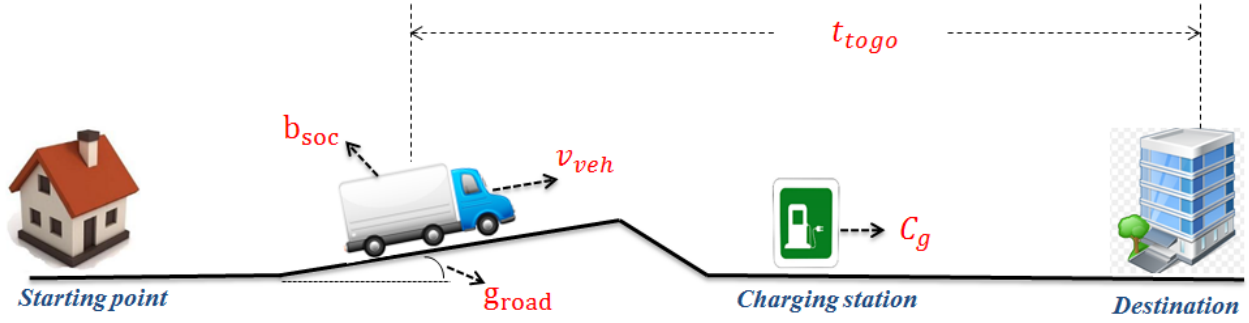 t_togo
b_soc
v_veh
C_g
g_road
Starting point
Charging station
Destination